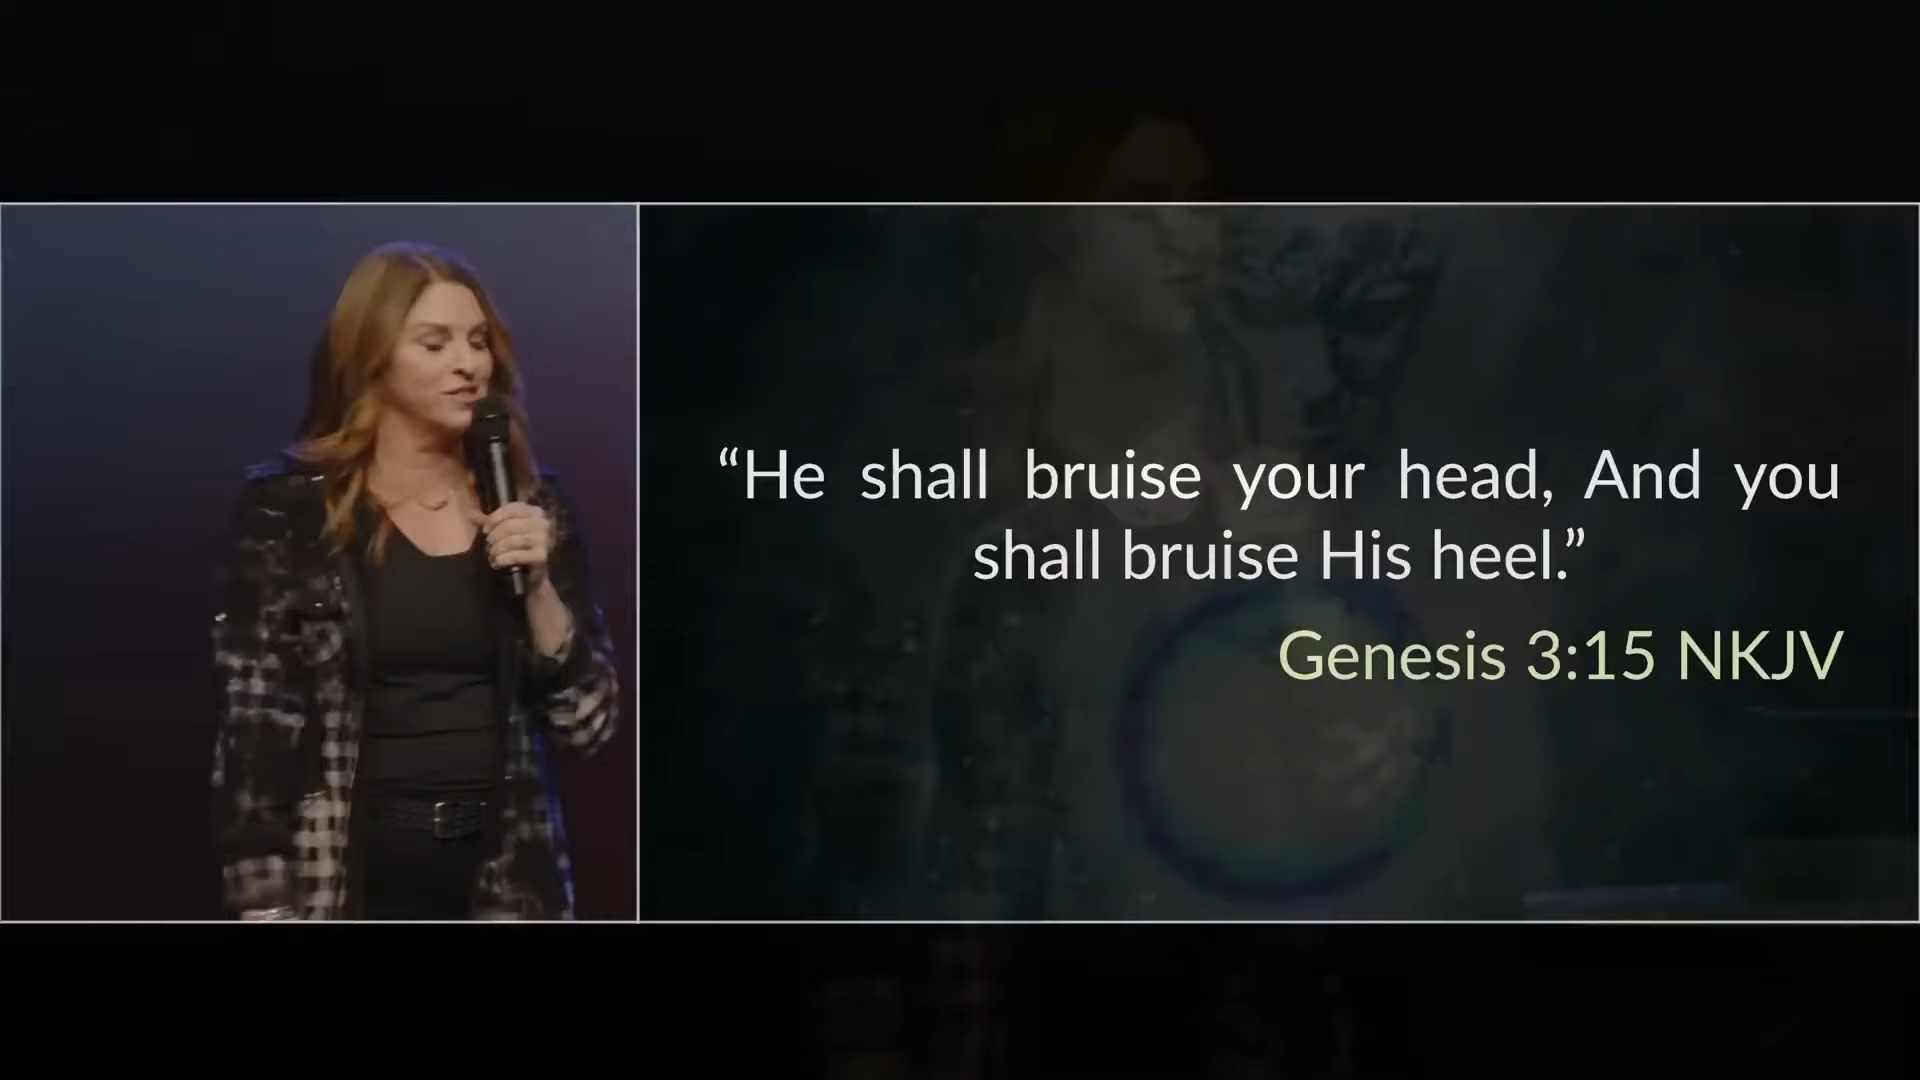 “He shall bruise your head, And you
shall bruise His heel.”
Genesis 3:15 NKJV